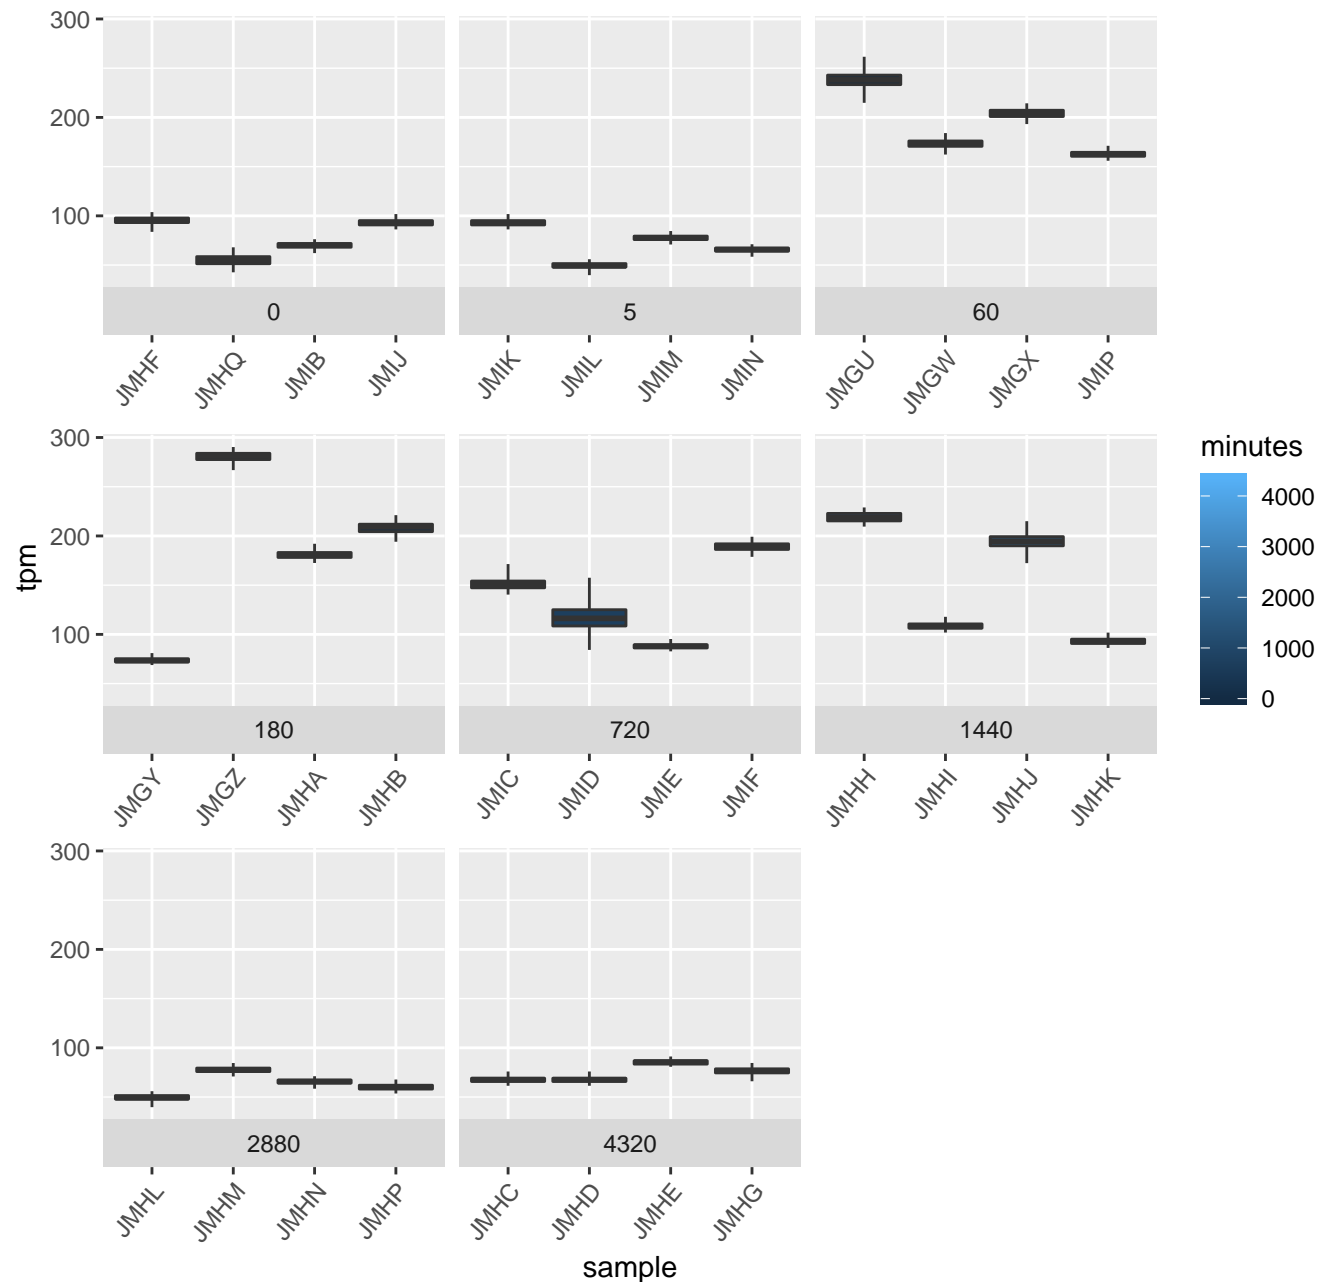 300
200
100
0
5
60
JMHF
JMHQ
JMIB
JMIJ
JMIK
JMIL
JMIM
JMIN
JMGU
JMGW
JMGX
JMIP
300
200
100
180
720
1440
JMGY
JMGZ
JMHA
JMHB
JMIC
JMID
JMIE
JMIF
JMHH
JMHI
JMHJ
JMHK
300
200
100
2880
4320
JMHL
JMHM
JMHN
JMHP
JMHC
JMHD
JMHE
JMHG
tpm
sample
minutes
4000
3000
2000
1000
0